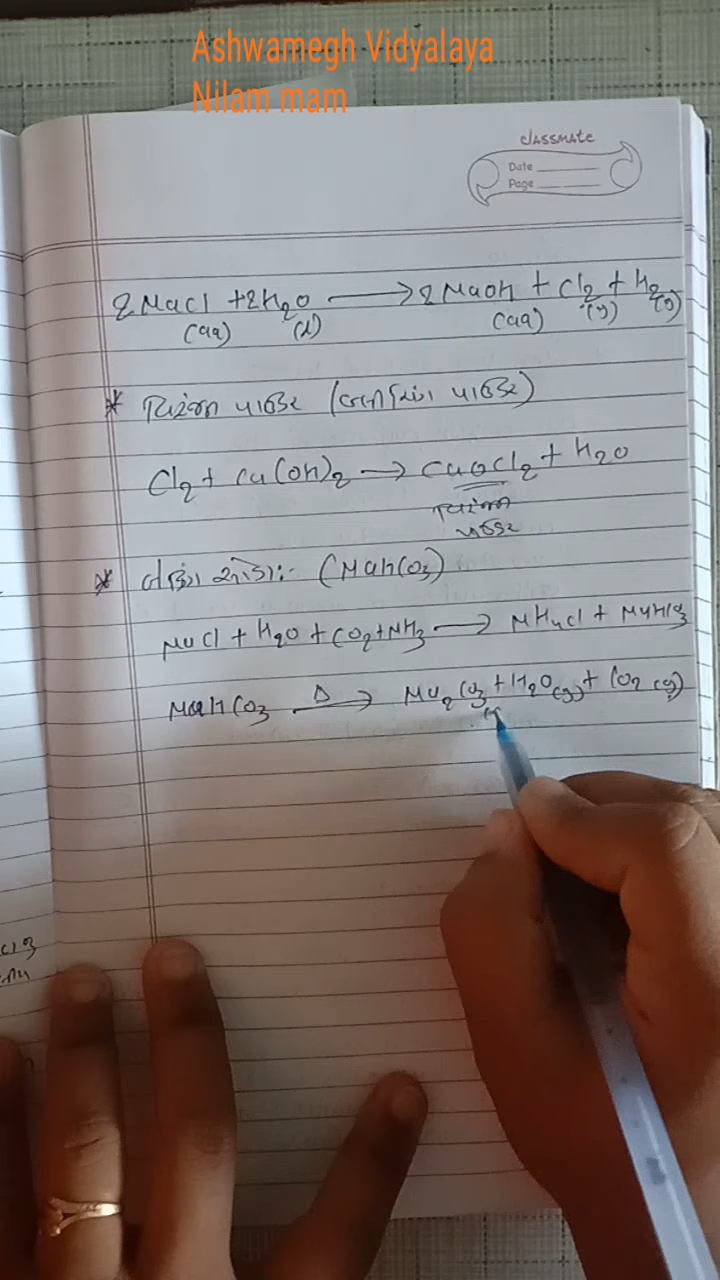 Ashwamegh Vidyalaya
Nilam mam
classmate
Date
Page
2NaCl + 2H₂O ⟶ 2NaOH + Cl₂ + H₂
(aq) (l) (aq) (g) (g)
* વિરંજન પાઉડર (બ્લીચિંગ પાઉડર)
Cl₂ + Ca(OH)₂ ⟶ CaOCl₂ + H₂O
વિરંજન
પાઉડર
* બેકિંગ સોડા:- (NaHCO₃)
NaCl + H₂O + CO₂ + NH₃ ⟶ NH₄Cl + NaHCO₃
NaHCO₃ ⟶ Δ Na₂CO₃ + H₂O (g) + CO₂ (g)